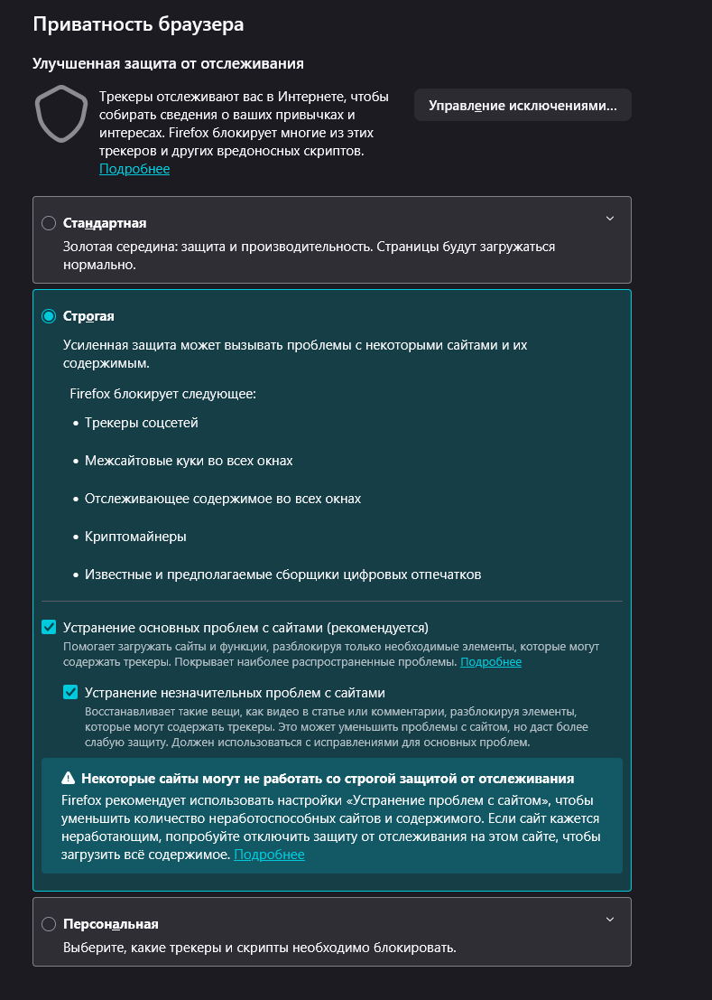 Приватность браузера
Улучшенная защита от отслеживания
Трекеры отслеживают вас в Интернете, чтобы
собирать сведения о ваших привычках и
интересах. Firefox блокирует многие из этих
трекеров и других вредоносных скриптов.
Подробнее
Управление исключениями...
Стандартная
Золотая середина: защита и производительность. Страницы будут загружаться
нормально.
Строгая
Усиленная защита может вызывать проблемы с некоторыми сайтами и их
содержимым.
Firefox блокирует следующее:
• Трекеры соцсетей
• Межсайтовые куки во всех окнах
• Отслеживающее содержимое во всех окнах
• Криптомайнеры
• Известные и предполагаемые сборщики цифровых отпечатков
Устранение основных проблем с сайтами (рекомендуется)
Помогает загружать сайты и функции, разблокируя только необходимые элементы, которые могут
содержать трекеры. Покрывает наиболее распространенные проблемы. Подробнее
Устранение незначительных проблем с сайтами
Восстанавливает такие вещи, как видео в статье или комментарии, разблокируя элементы,
которые могут содержать трекеры. Это может уменьшить проблемы с сайтом, но даст более
слабую защиту. Должен использоваться с исправлениями для основных проблем.
Некоторые сайты могут не работать со строгой защитой от отслеживания
Firefox рекомендует использовать настройки «Устранение проблем с сайтом», чтобы
уменьшить количество неработоспособных сайтов и содержимого. Если сайт кажется
неработающим, попробуйте отключить защиту от отслеживания на этом сайте, чтобы
загрузить всё содержимое. Подробнее
Персональная
Выберите, какие трекеры и скрипты необходимо блокировать.